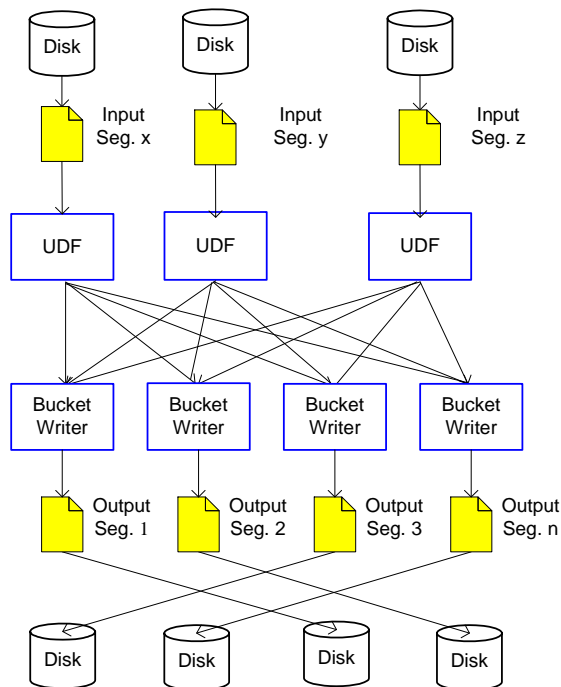 Disk
Disk
Disk
Input
Seg. x
Input
Seg. y
Input
Seg. z
UDF
UDF
UDF
Bucket
Writer
Bucket
Writer
Bucket
Writer
Bucket
Writer
Output
Seg. 1
Output
Seg. 2
Output
Seg. 3
Output
Seg. n
Disk
Disk
Disk
Disk